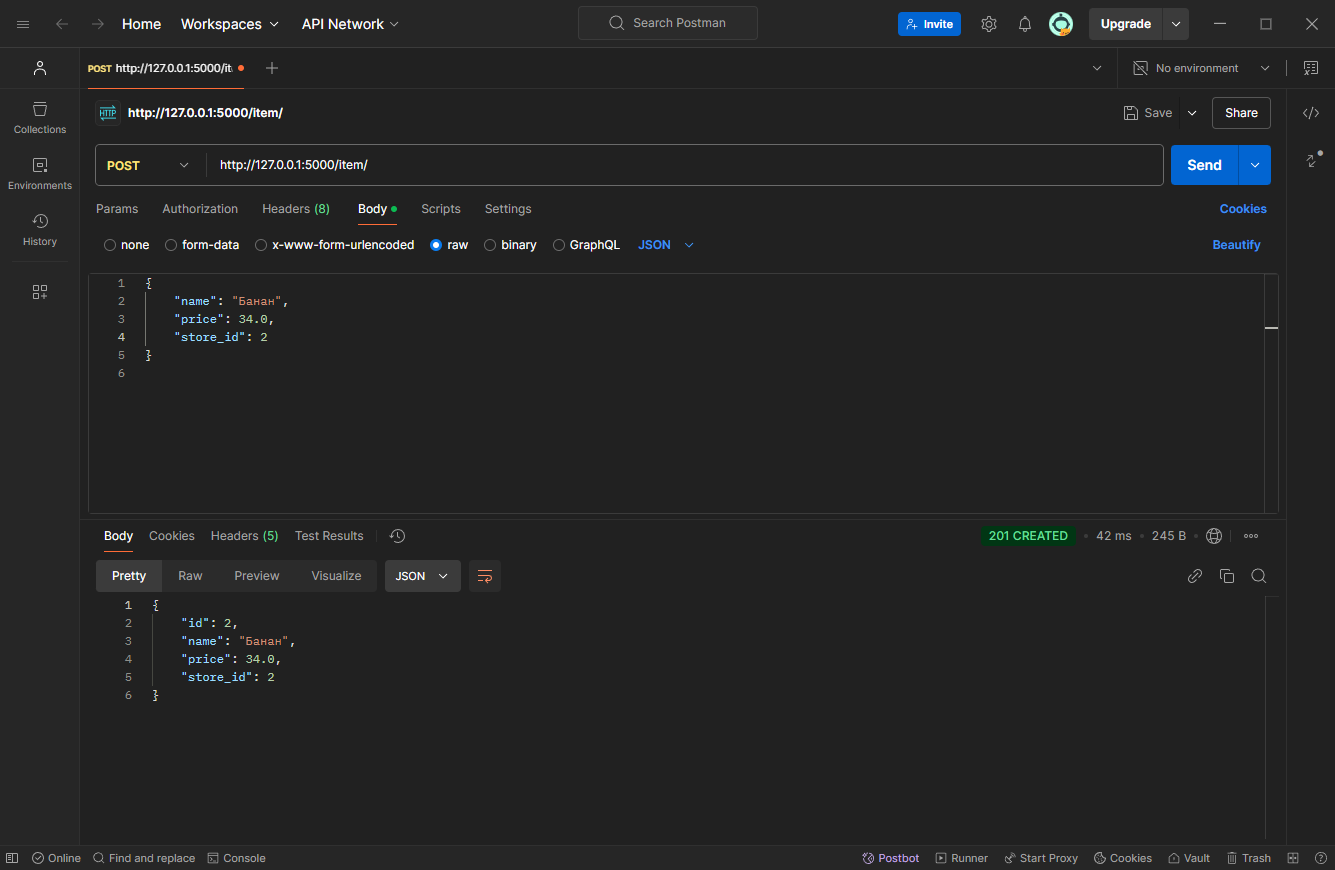 Home Workspaces API Network Search Postman Invite Upgrade
POST http://127.0.0.1:5000/it No environment
HTTP http://127.0.0.1:5000/item/ Save Share
Collections
Environments
History
POST http://127.0.0.1:5000/item/ Send
Params Authorization Headers (8) Body Scripts Settings Cookies
none form-data x-www-form-urlencoded raw binary GraphQL JSON Beautify
1 {
2 "name": "Банан",
3 "price": 34.0,
4 "store_id": 2
5 }
6
Body Cookies Headers (5) Test Results 201 CREATED 42 ms 245 B
Pretty Raw Preview Visualize JSON
1 {
2 "id": 2,
3 "name": "Банан",
4 "price": 34.0,
5 "store_id": 2
6 }
Online Find and replace Console Postbot Runner Start Proxy Cookies Vault Trash